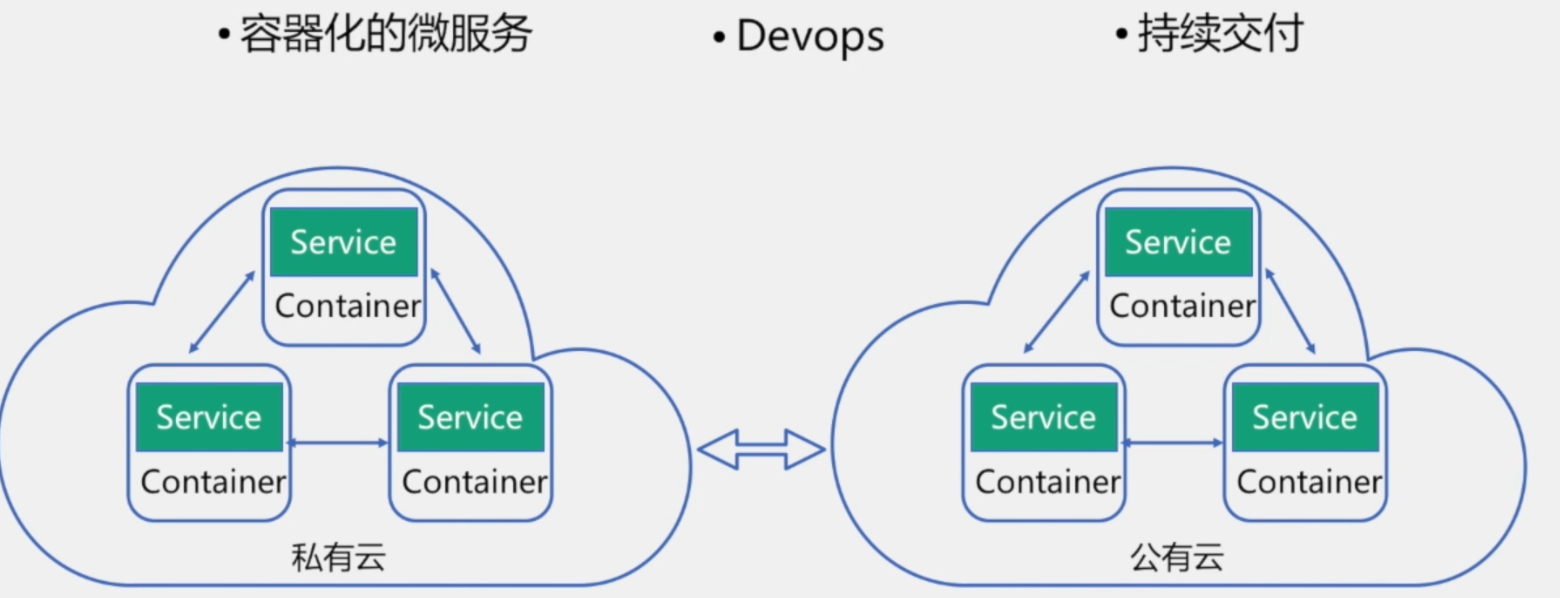 • 容器化的微服务 • Devops • 持续交付
Service Service
Container Container
Service Service Service Service
Container Container Container Container
私有云 公有云